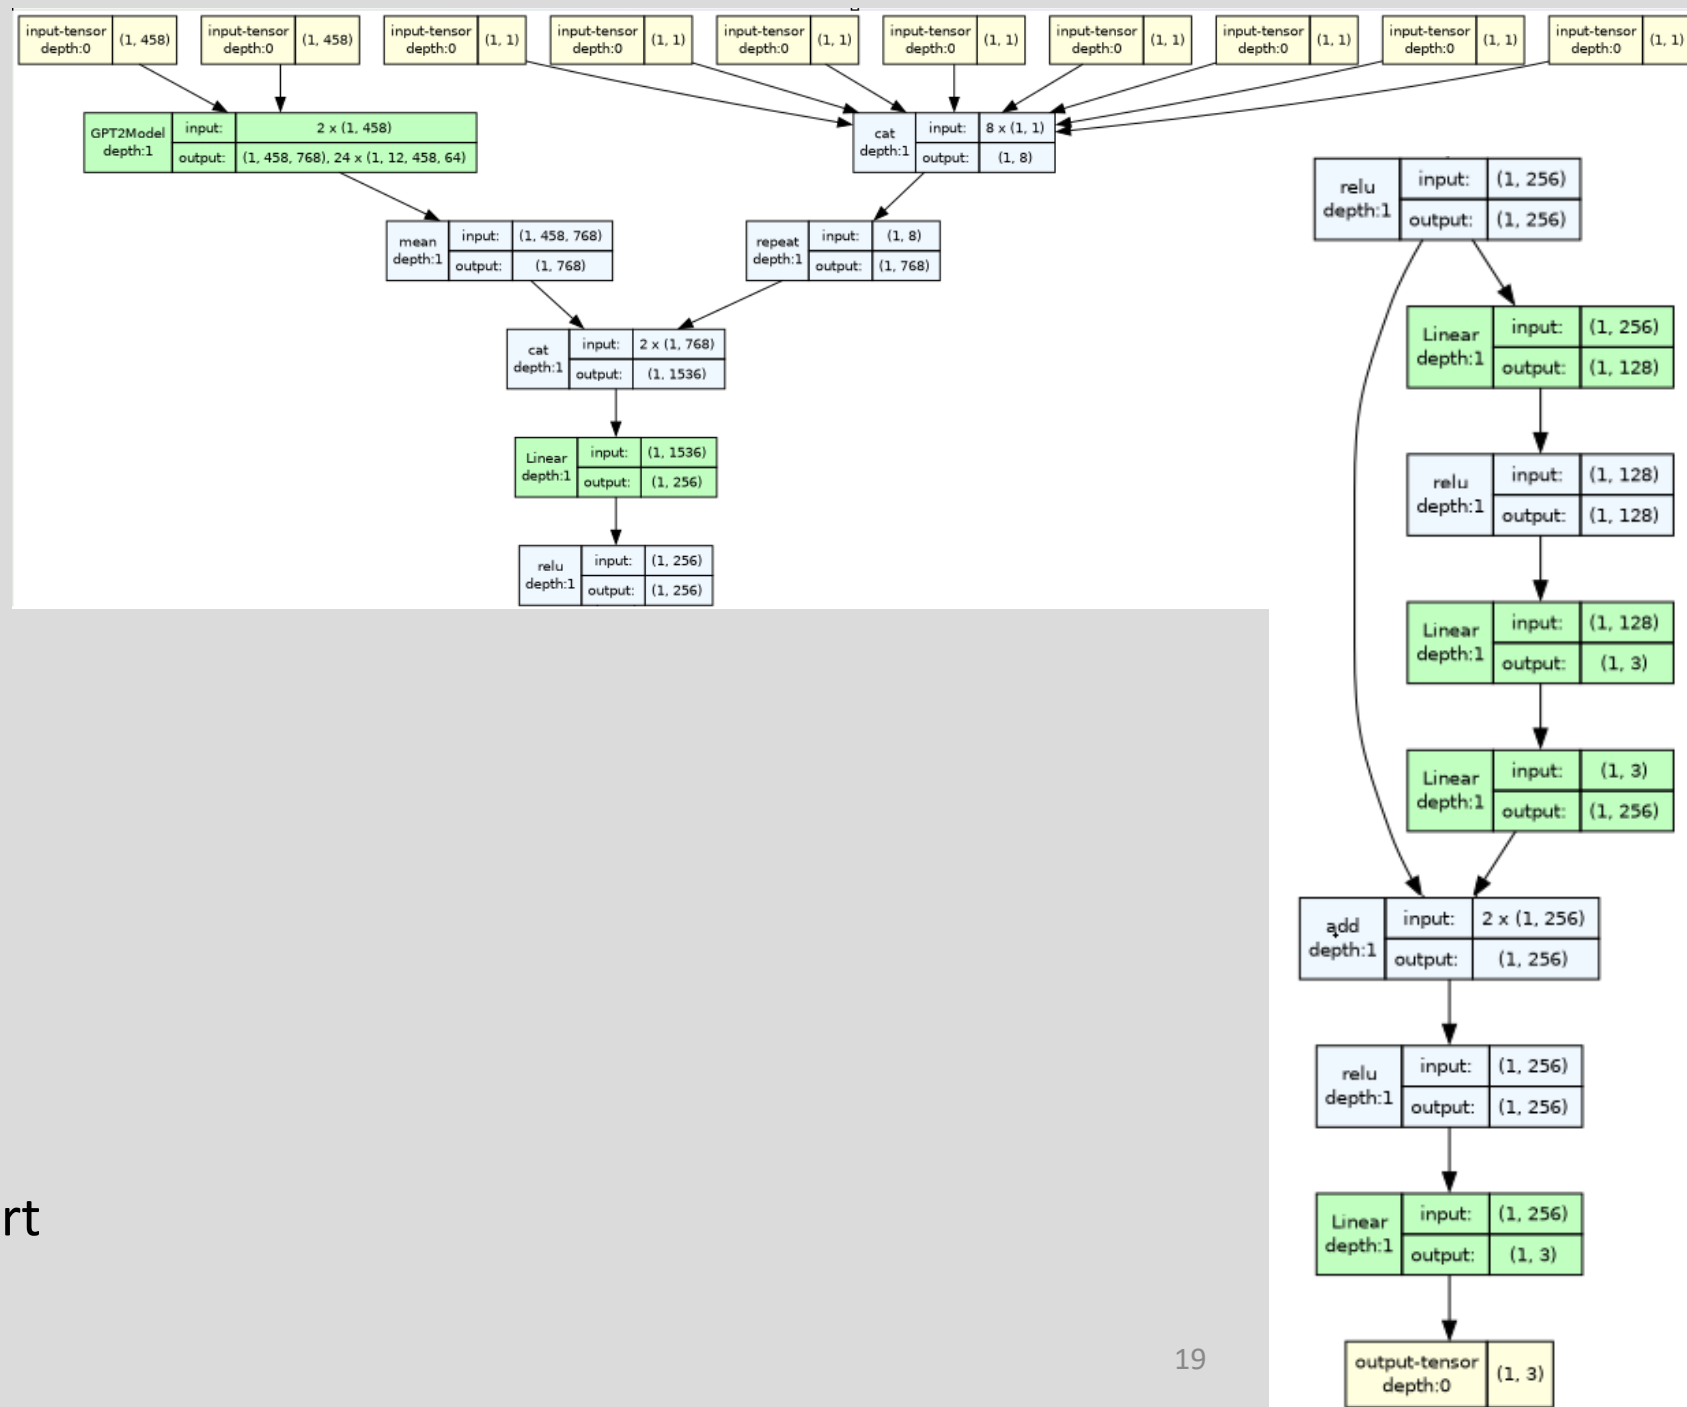 input-tensor depth:0 (1, 458)
input-tensor depth:0 (1, 458)
input-tensor depth:0 (1, 1)
input-tensor depth:0 (1, 1)
input-tensor depth:0 (1, 1)
input-tensor depth:0 (1, 1)
input-tensor depth:0 (1, 1)
input-tensor depth:0 (1, 1)
input-tensor depth:0 (1, 1)
input-tensor depth:0 (1, 1)
GPT2Model depth:1
input: 2 x (1, 458)
output: (1, 458, 768), 24 x (1, 12, 458, 64)
cat depth:1
input: 8 x (1, 1)
output: (1, 8)
mean depth:1
input: (1, 458, 768)
output: (1, 768)
repeat depth:1
input: (1, 8)
output: (1, 768)
cat depth:1
input: 2 x (1, 768)
output: (1, 1536)
Linear depth:1
input: (1, 1536)
output: (1, 256)
relu depth:1
input: (1, 256)
output: (1, 256)
relu depth:1
input: (1, 256)
output: (1, 256)
Linear depth:1
input: (1, 256)
output: (1, 128)
relu depth:1
input: (1, 128)
output: (1, 128)
Linear depth:1
input: (1, 128)
output: (1, 3)
Linear depth:1
input: (1, 3)
output: (1, 256)
add depth:1
input: 2 x (1, 256)
output: (1, 256)
relu depth:1
input: (1, 256)
output: (1, 256)
Linear depth:1
input: (1, 256)
output: (1, 3)
output-tensor depth:0 (1, 3)
rt
19